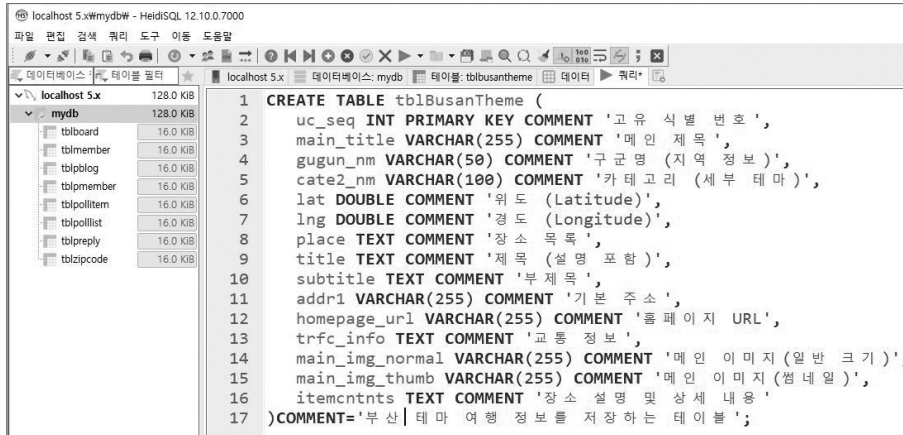 localhost 5.x\mydb\ - HeidiSQL 12.10.0.7000
파일 편집 검색 쿼리 도구 이동 도움말
데이터베이스 테이블 필터
localhost 5.x 데이터베이스: mydb 테이블: tblbusantheme 데이터 쿼리*
localhost 5.x 128.0 KiB
mydb 128.0 KiB
tblboard 16.0 KiB
tblmember 16.0 KiB
tblpblog 16.0 KiB
tblpmember 16.0 KiB
tblpollitem 16.0 KiB
tblpolllist 16.0 KiB
tblpreply 16.0 KiB
tblzipcode 16.0 KiB
1 CREATE TABLE tblBusanTheme (
2 uc_seq INT PRIMARY KEY COMMENT '고유 식별 번호',
3 main_title VARCHAR(255) COMMENT '메인 제목',
4 gugun_nm VARCHAR(50) COMMENT '구군명 (지역 정보)',
5 cate2_nm VARCHAR(100) COMMENT '카테고리 (세부 테마)',
6 lat DOUBLE COMMENT '위도 (Latitude)',
7 lng DOUBLE COMMENT '경도 (Longitude)',
8 place TEXT COMMENT '장소 목록',
9 title TEXT COMMENT '제목 (설명 포함)',
10 subtitle TEXT COMMENT '부제목',
11 addr1 VARCHAR(255) COMMENT '기본 주소',
12 homepage_url VARCHAR(255) COMMENT '홈페이지 URL',
13 trfc_info TEXT COMMENT '교통 정보',
14 main_img_normal VARCHAR(255) COMMENT '메인 이미지(일반 크기)'
15 main_img_thumb VARCHAR(255) COMMENT '메인 이미지(썸네일)',
16 itemcntnts TEXT COMMENT '장소 설명 및 상세 내용'
17 )COMMENT='부산 테마 여행 정보를 저장하는 테이블';